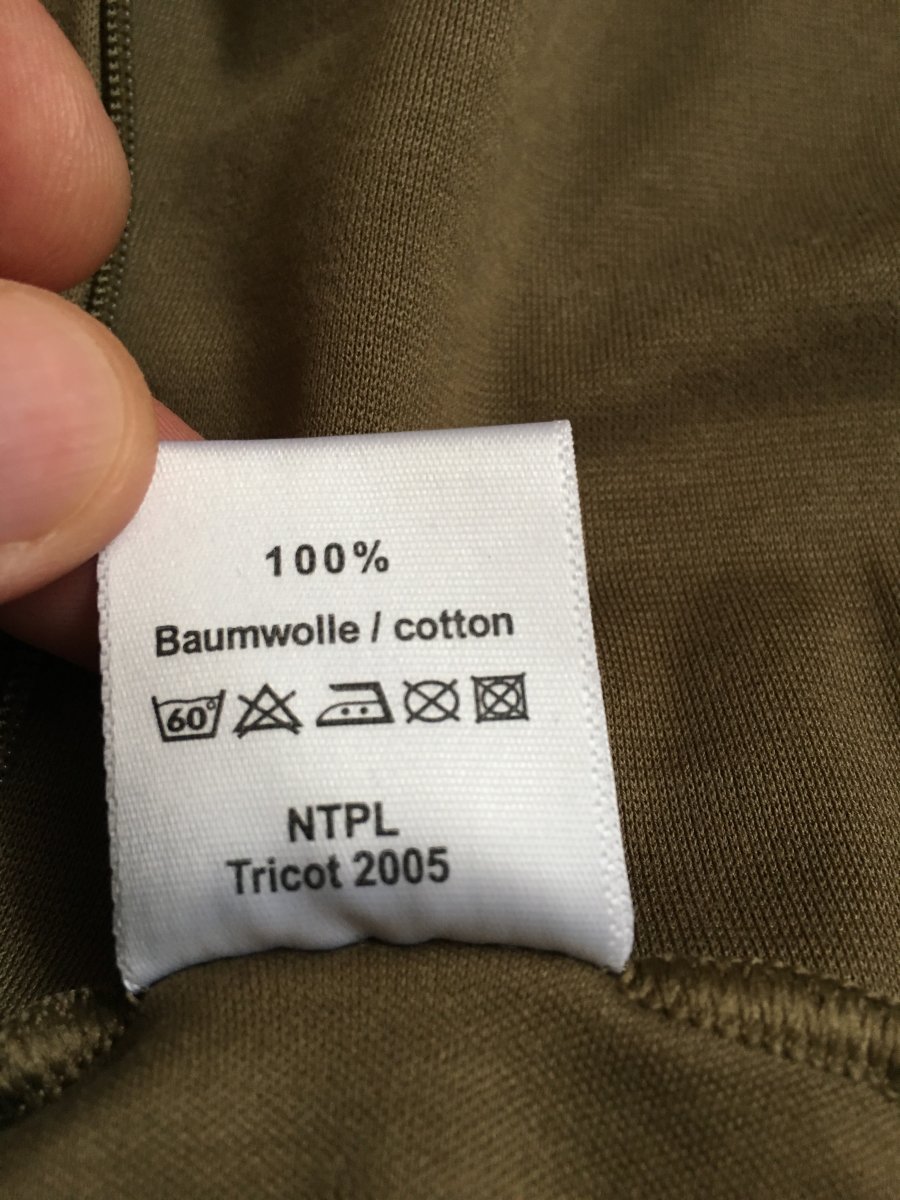 100%
Baumwolle / cotton
60°
NTPL
Tricot 2005